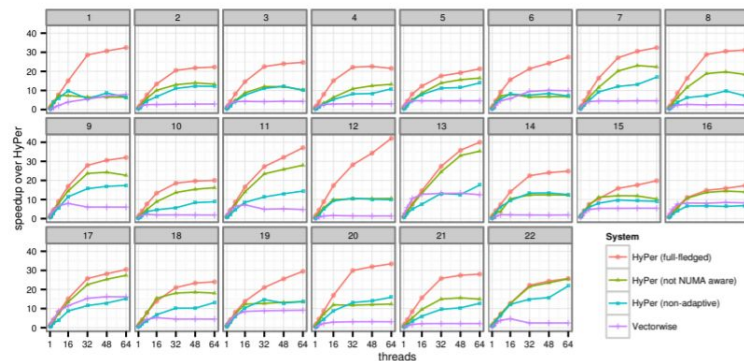 1 2 3 4 5 6 7 8
40
30
20
10
0
9 10 11 12 13 14 15 16
speedup over HyPer
40
30
20
10
0
17 18 19 20 21 22
40
30
20
10
0
System
HyPer (full-fledged)
HyPer (not NUMA aware)
HyPer (non-adaptive)
Vectorwise
1 16 32 48 64 1 16 32 48 64 1 16 32 48 64 1 16 32 48 64 1 16 32 48 64 1 16 32 48 64
threads